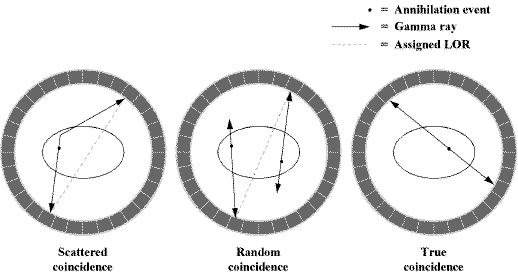 = Annihilation event
= Gamma ray
= Assigned LOR
Scattered
coincidence
Random
coincidence
True
coincidence